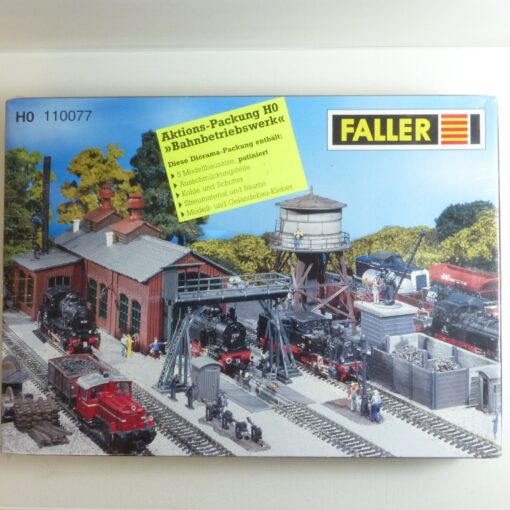 H0 110077
Aktions-Packung H0
»Bahnbetriebswerk«
Diese Diorama-Packung enthält:
5 Modellbausätze, patiniert
Ausschmückungsteile
Kohle und Schotter
Streumaterial und Bäume
Modell- und Geländebau-Kleber
FALLER